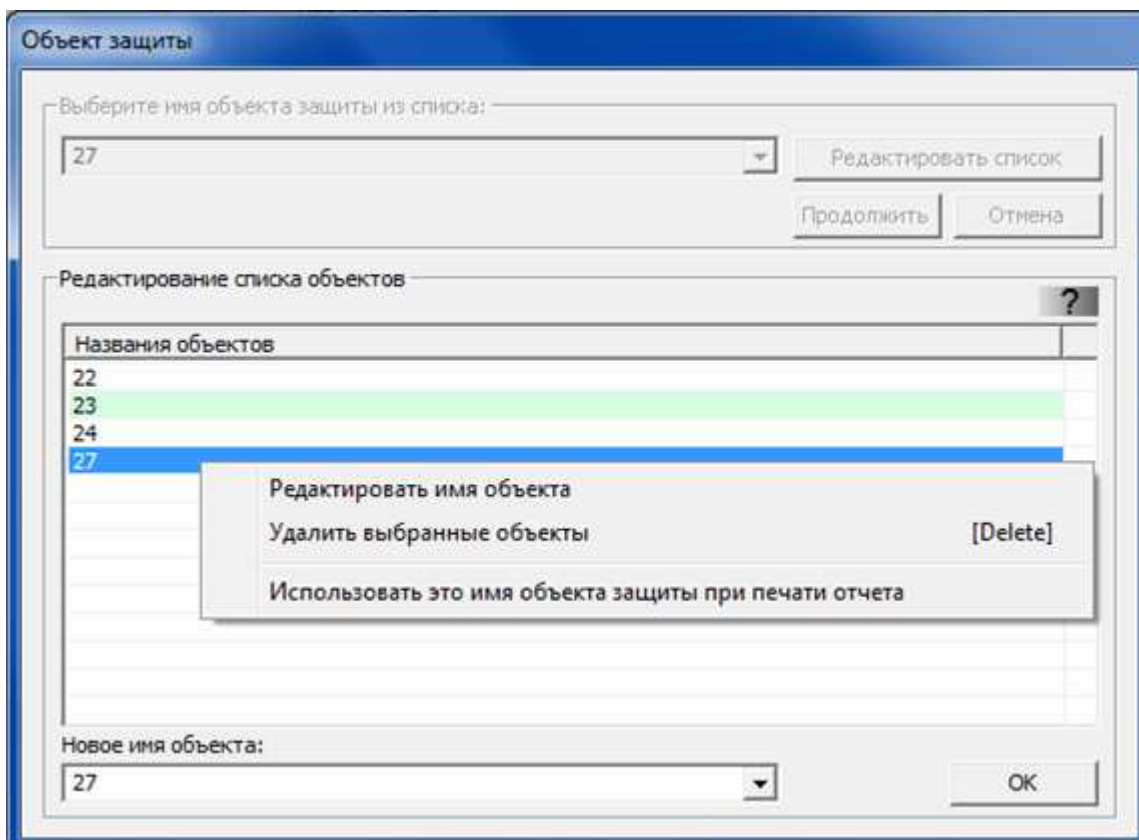 Объект защиты
Выберите имя объекта защиты из списка:
27
Редактировать список
Продолжить
Отмена
Редактирование списка объектов
?
Названия объектов
22
23
24
27
Редактировать имя объекта
Удалить выбранные объекты [Delete]
Использовать это имя объекта защиты при печати отчета
Новое имя объекта:
27
OK